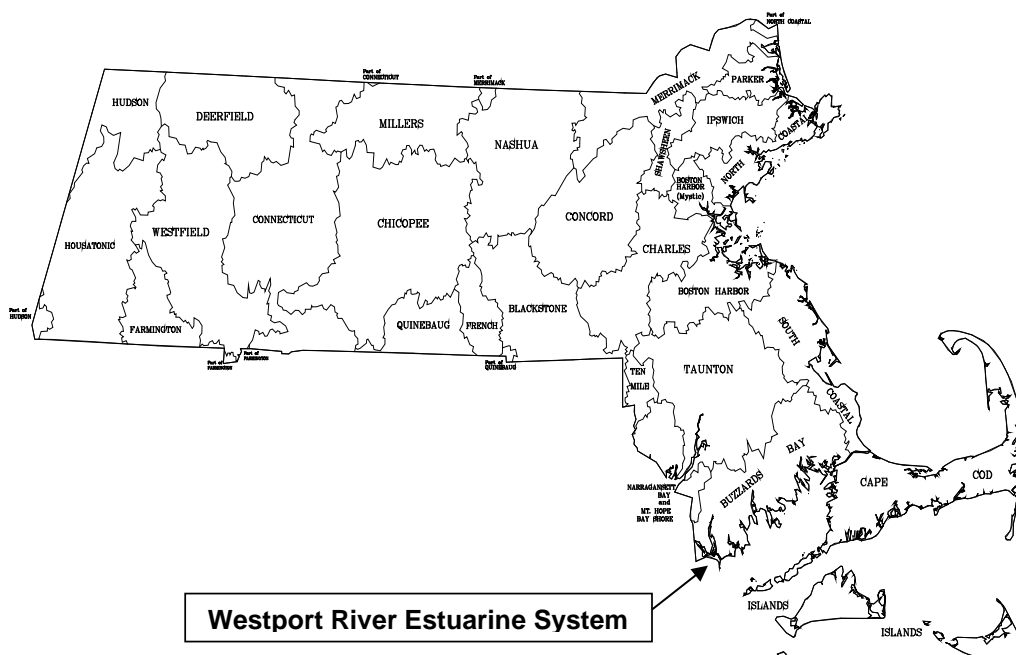 Part of
NORTH COASTAL
Part of
CONNECTICUT
Part of
MERRIMACK
MERRIMACK
PARKER
HUDSON
DEERFIELD
MILLERS
NASHUA
SHAWSHEEN
IPSWICH
COASTAL
NORTH
BOSTON
HARBOR
(Mystic)
HOUSATONIC
WESTFIELD
CONNECTICUT
CHICOPEE
CONCORD
CHARLES
BOSTON HARBOR
Part of
HUDSON
FARMINGTON
QUINEBAUG
FRENCH
BLACKSTONE
Part of
FARMINGTON
Part of
FARMINGTON
Part of
QUINEBAUG
TEN
MILE
TAUNTON
SOUTH
COASTAL
NARRAGANSETT
BAY
and
MT. HOPE
BAY SHORE
BUZZARDS
BAY
CAPE
COD
ISLANDS
ISLANDS
Westport River Estuarine System